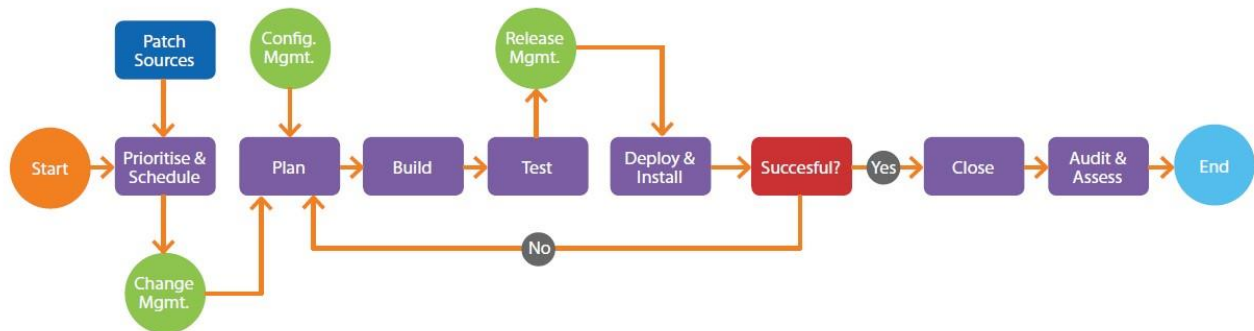 Patch
Sources
Config.
Mgmt.
Release
Mgmt.
Start
Prioritise &
Schedule
Plan
Build
Test
Deploy &
Install
Succesful?
Yes
Close
Audit &
Assess
End
No
Change
Mgmt.